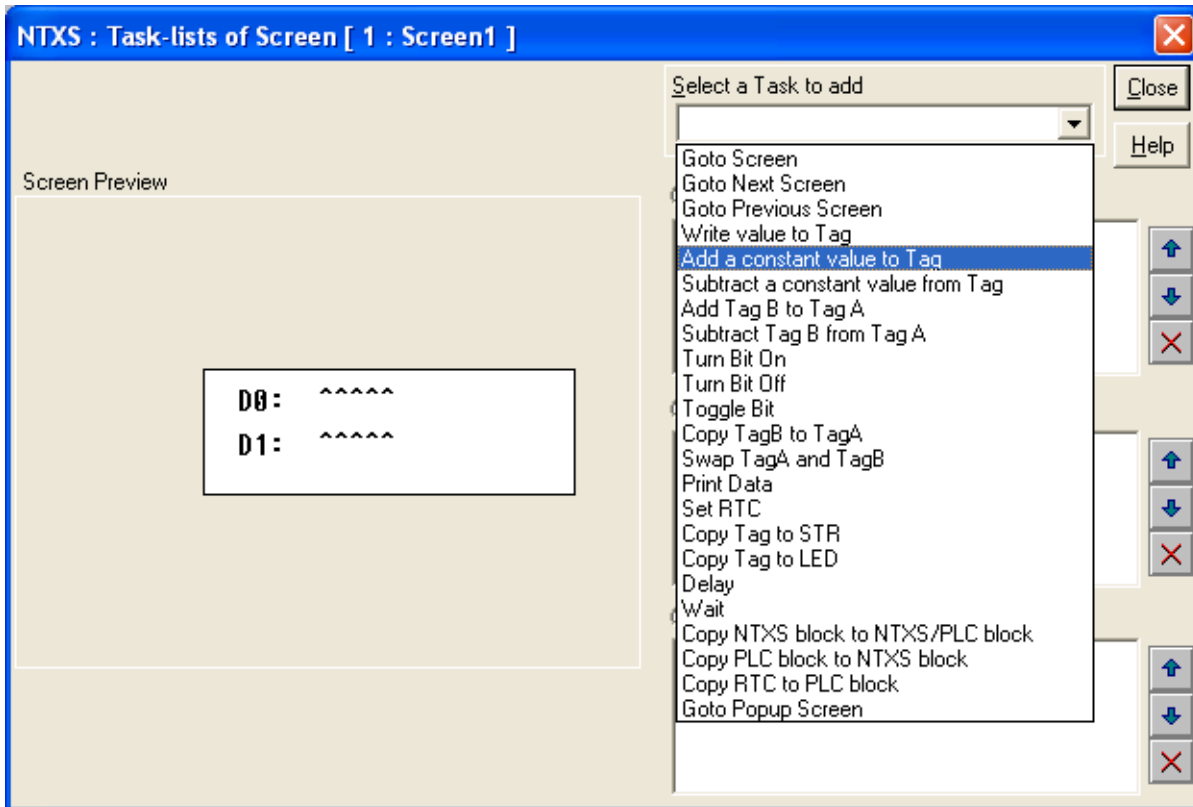 NTXS : Task-lists of Screen [ 1 : Screen1 ]
Select a Task to add
Close
Help
Screen Preview
Goto Screen
Goto Next Screen
Goto Previous Screen
Write value to Tag
Add a constant value to Tag
Subtract a constant value from Tag
Add Tag B to Tag A
Subtract Tag B from Tag A
Turn Bit On
Turn Bit Off
Toggle Bit
Copy TagB to TagA
Swap TagA and TagB
Print Data
Set RTC
Copy Tag to STR
Copy Tag to LED
Delay
Wait
Copy NTXS block to NTXS/PLC block
Copy PLC block to NTXS block
Copy RTC to PLC block
Goto Popup Screen
D0: ^^^^^
D1: ^^^^^